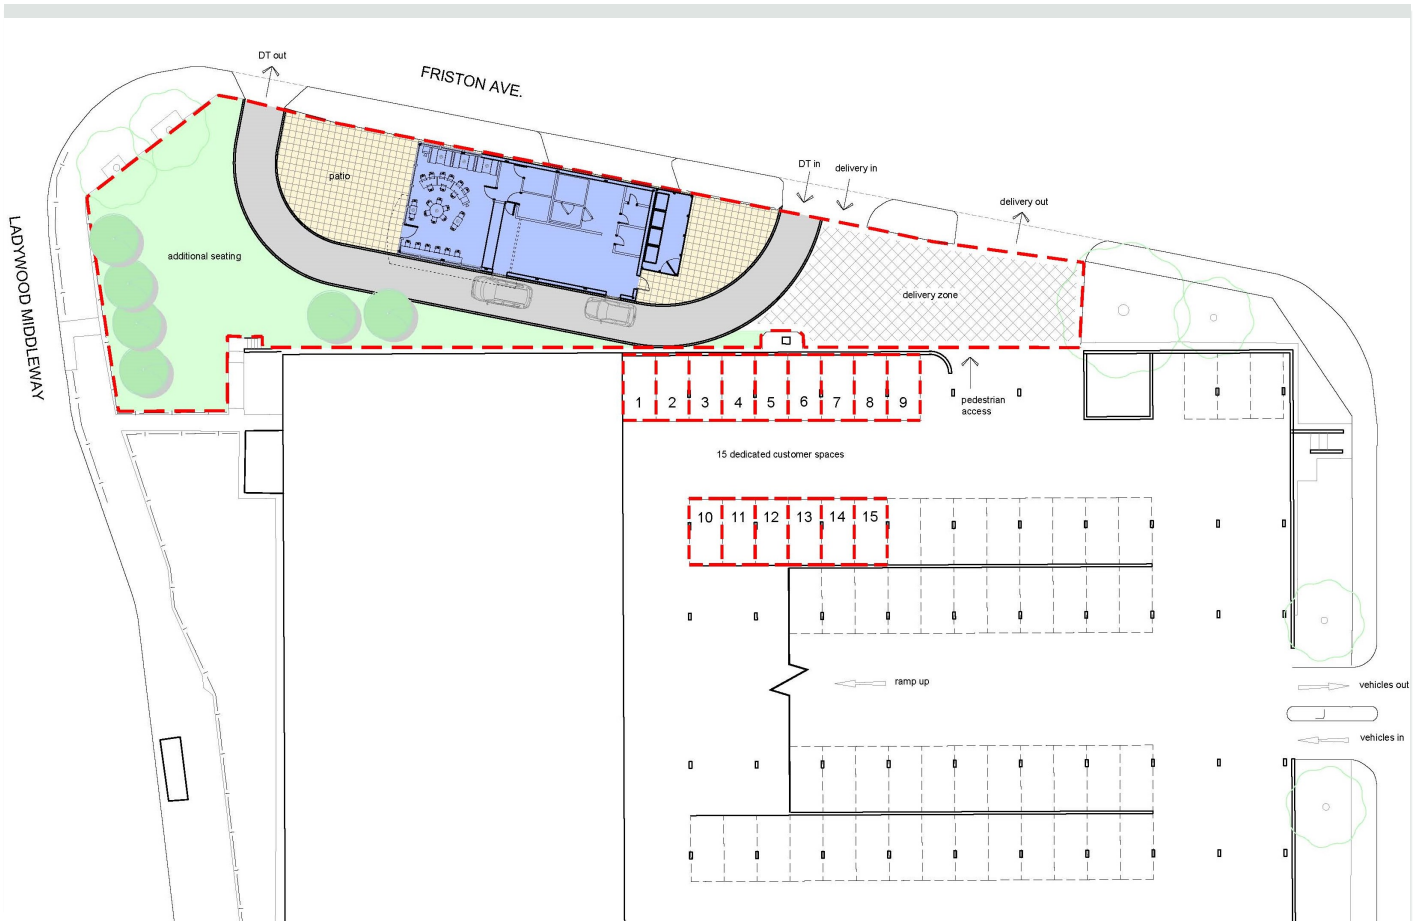 DT out
FRISTON AVE.
DT in
delivery in
delivery out
patio
additional seating
delivery zone
LADYWOOD MIDDLEWAY
1 2 3 4 5 6 7 8 9
pedestrian
access
15 dedicated customer spaces
10 11 12 13 14 15
ramp up
vehicles out
vehicles in